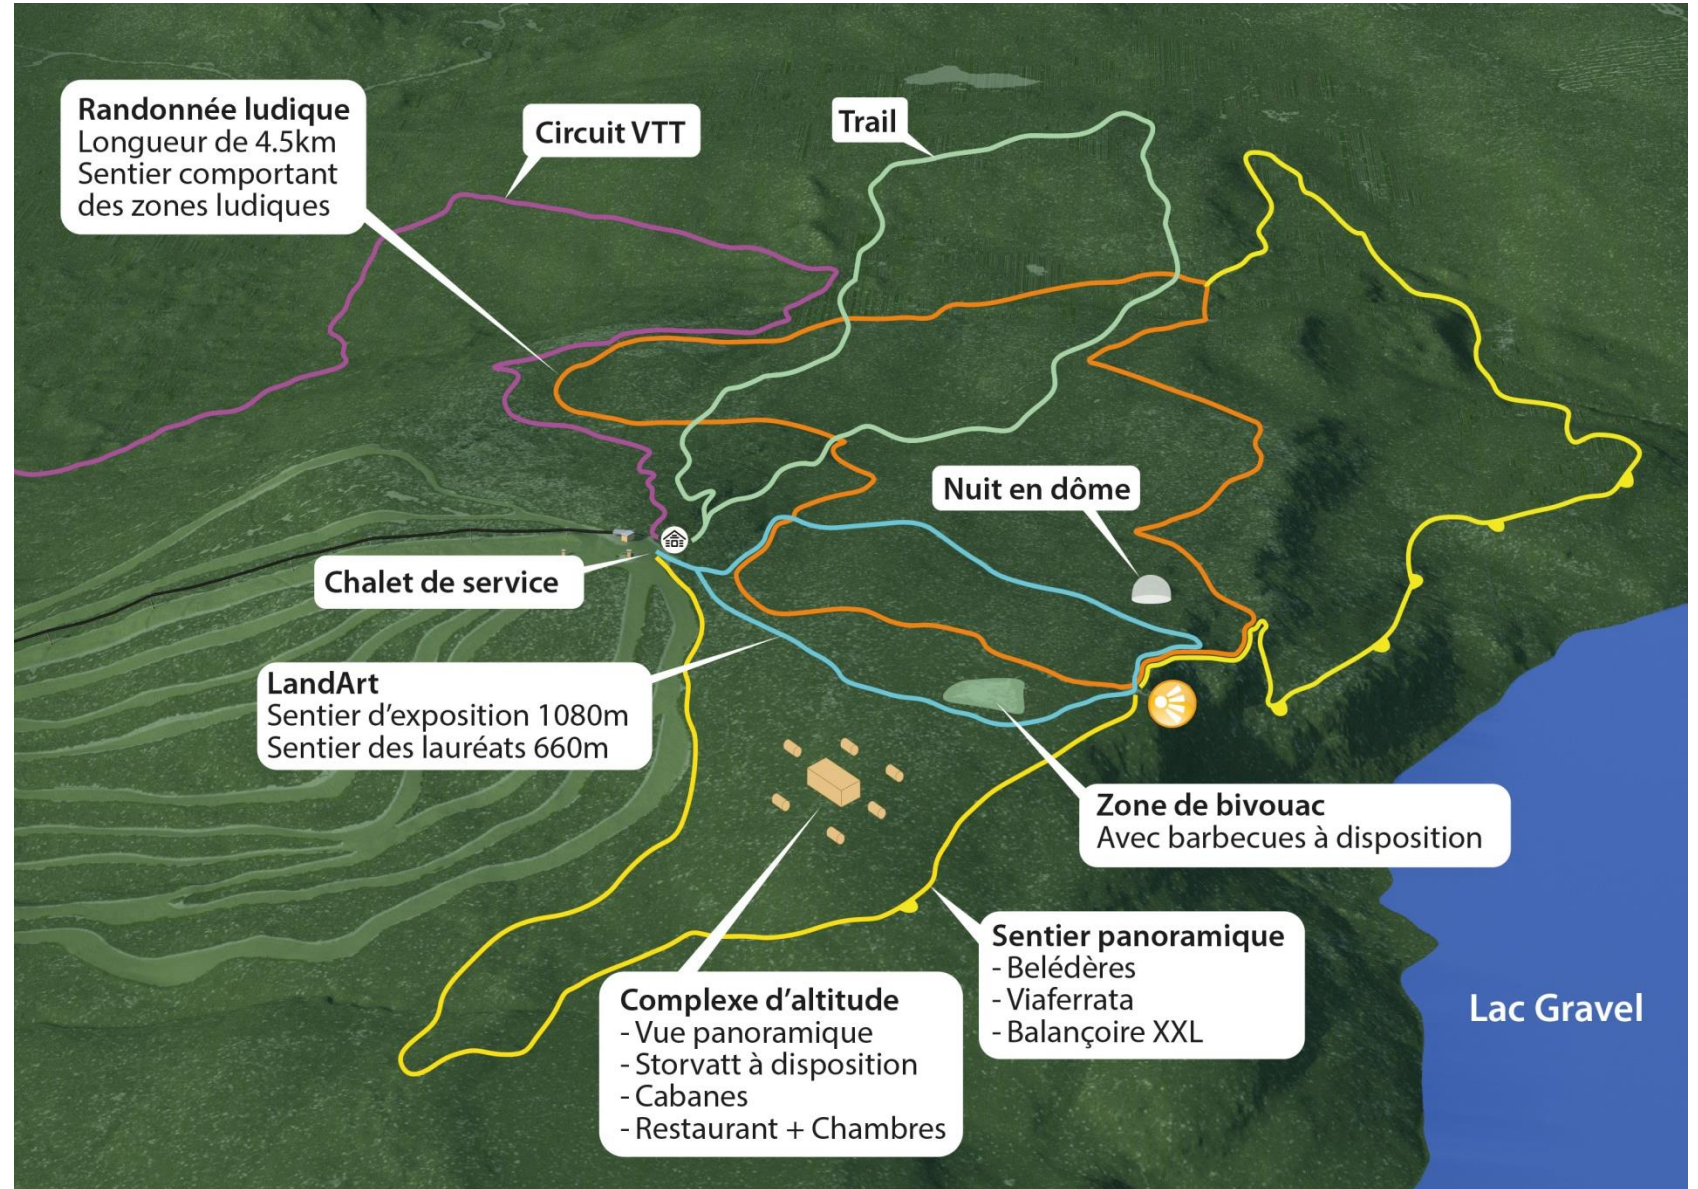 Randonnée ludique
Longueur de 4.5km
Sentier comportant
des zones ludiques
Circuit VTT
Trail
Nuit en dôme
Chalet de service
LandArt
Sentier d'exposition 1080m
Sentier des lauréats 660m
Zone de bivouac
Avec barbecues à disposition
Sentier panoramique
- Belédères
- Viaferrata
- Balançoire XXL
Complexe d'altitude
- Vue panoramique
- Storvatt à disposition
- Cabanes
- Restaurant + Chambres
Lac Gravel